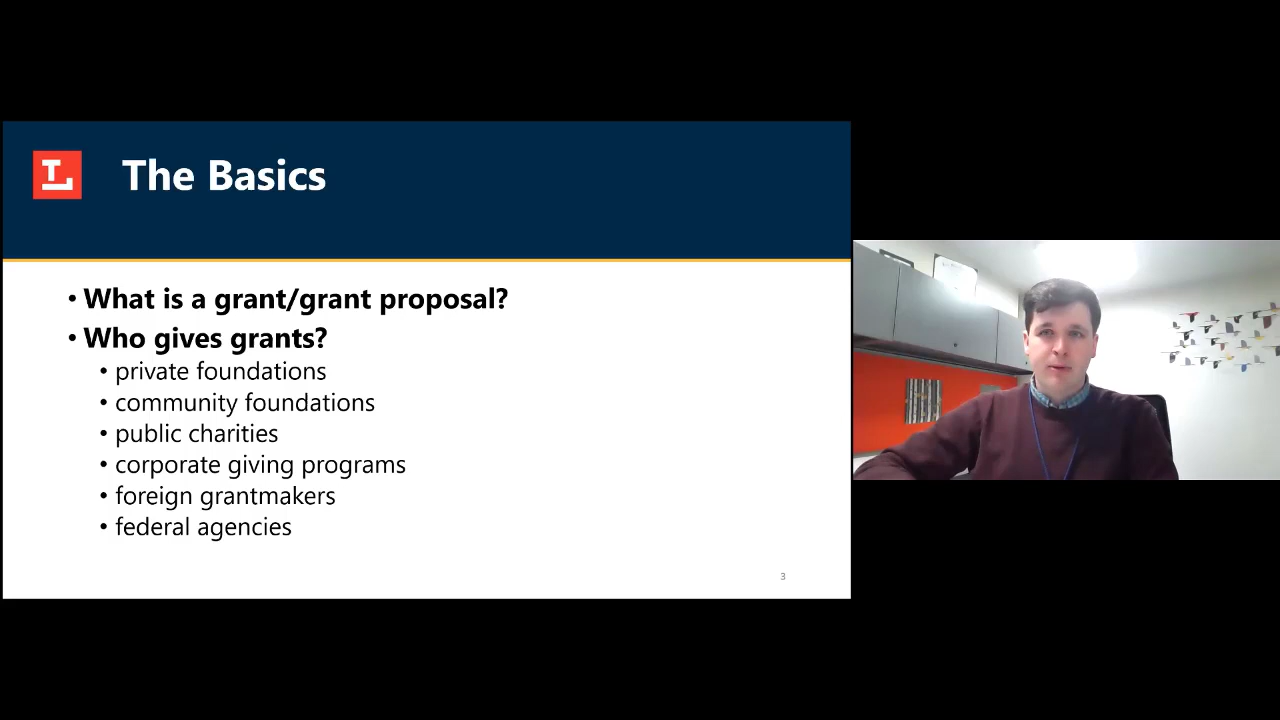 TL
The Basics
• What is a grant/grant proposal?
• Who gives grants?
• private foundations
• community foundations
• public charities
• corporate giving programs
• foreign grantmakers
• federal agencies
3